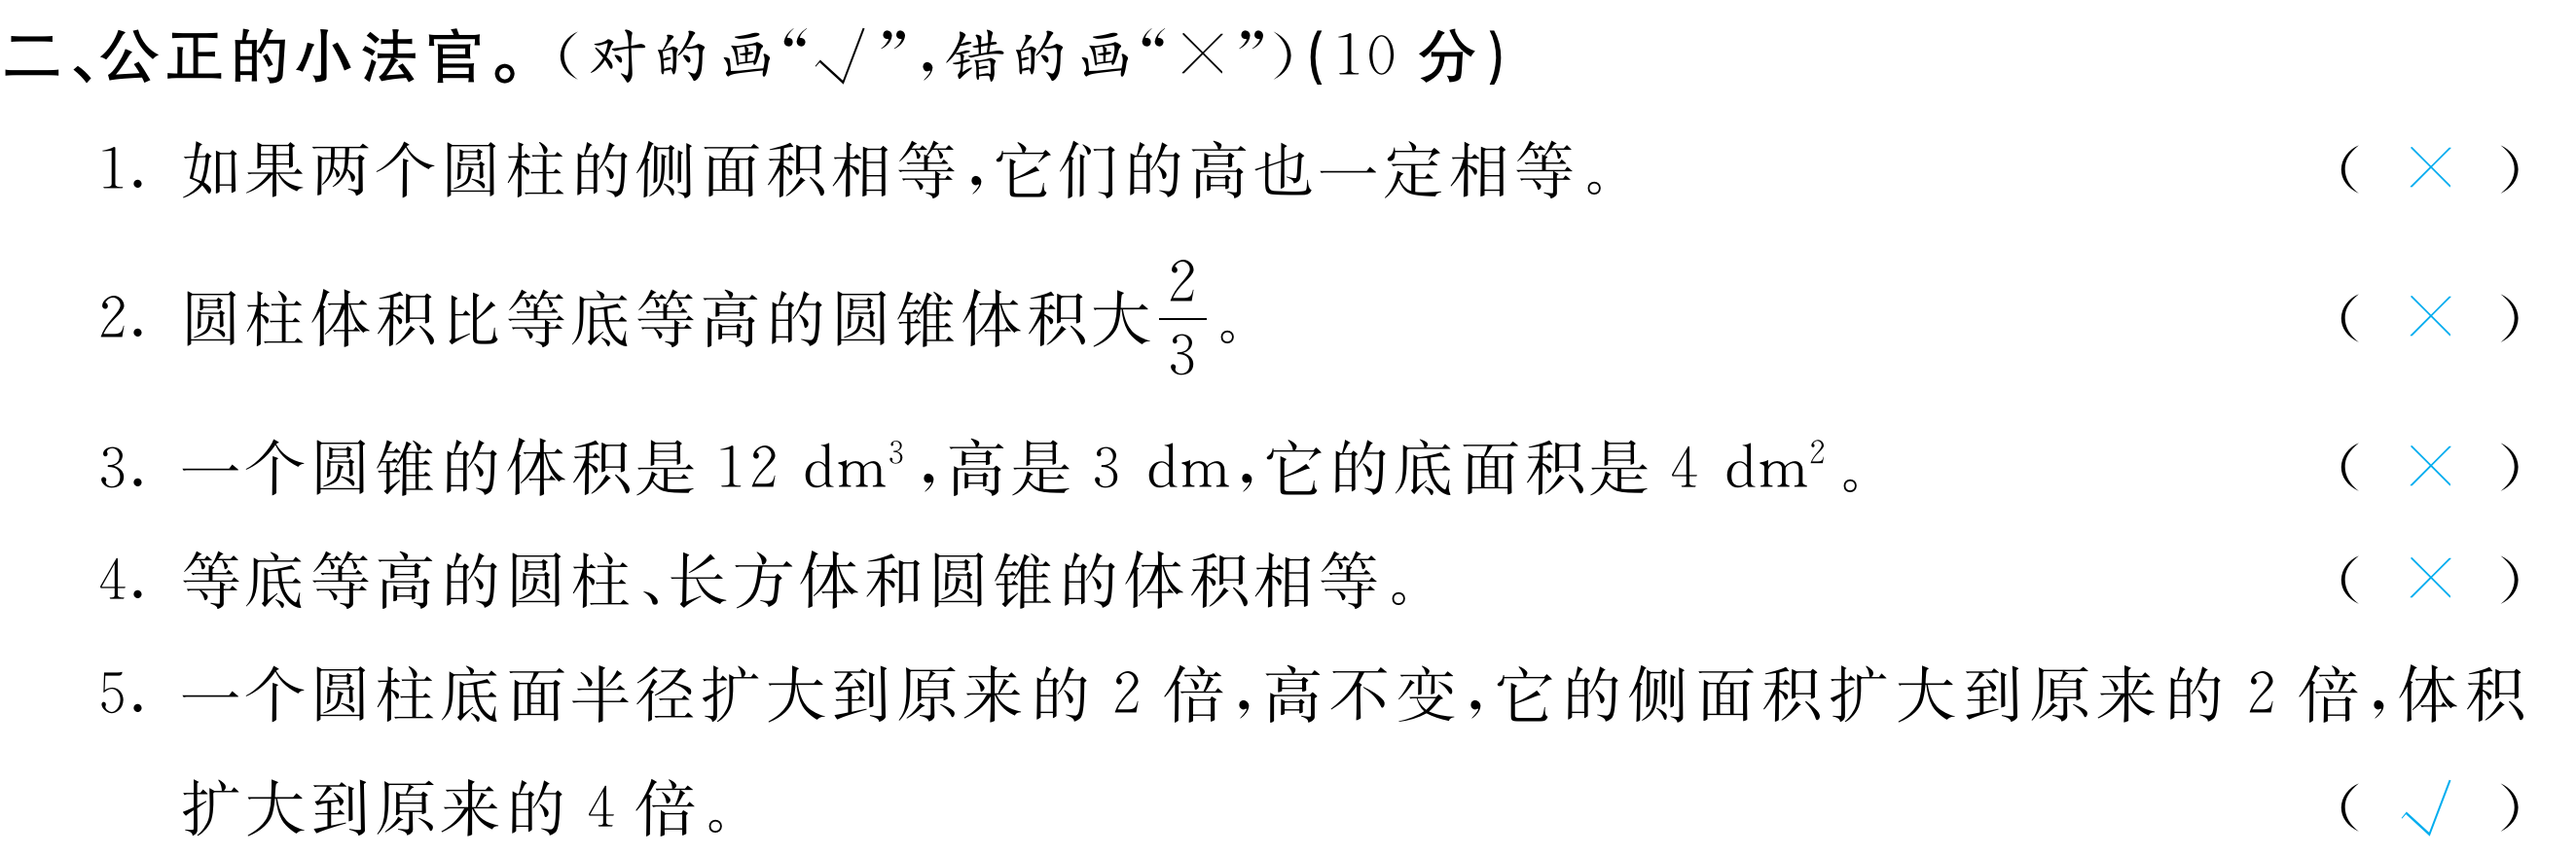 二、公正的小法官。(对的画“√”,错的画“×”)(10 分)
1. 如果两个圆柱的侧面积相等,它们的高也一定相等。 ( × )
2. 圆柱体积比等底等高的圆锥体积大2/3。 ( × )
3. 一个圆锥的体积是 12 dm³,高是 3 dm,它的底面积是 4 dm²。 ( × )
4. 等底等高的圆柱、长方体和圆锥的体积相等。 ( × )
5. 一个圆柱底面半径扩大到原来的 2 倍,高不变,它的侧面积扩大到原来的 2 倍,体积
扩大到原来的 4 倍。 ( √ )